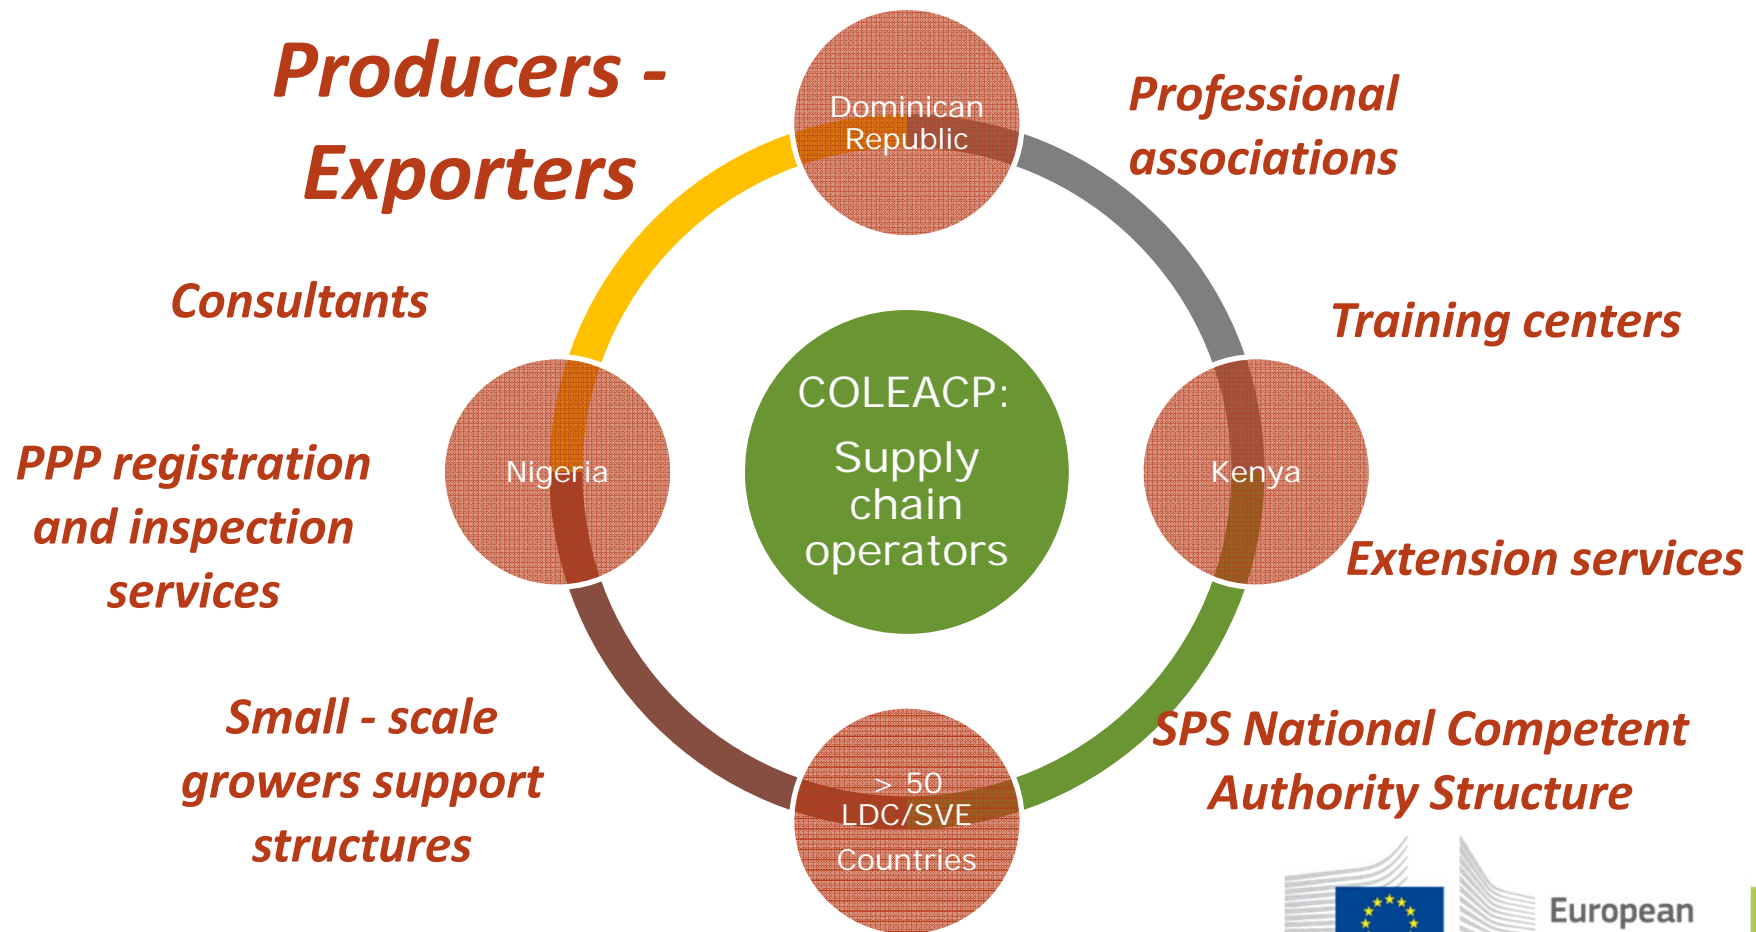 Producers -
Exporters
Dominican
Republic
Professional
associations
Consultants
Training centers
COLEACP:
Supply
chain
operators
Nigeria
Kenya
PPP registration
and inspection
services
Extension services
Small - scale
growers support
structures
> 50
LDC/SVE
Countries
SPS National Competent
Authority Structure
European